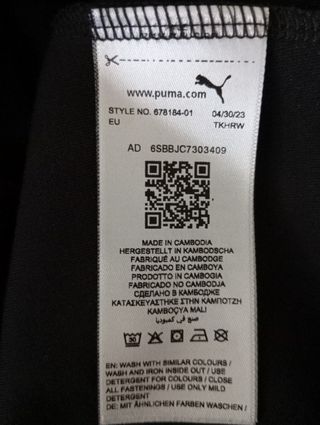 www.puma.com
STYLE NO. 678184-01 04/30/23
EU TKHRW
AD 6SBBJC7303409
MADE IN CAMBODIA
HERGESTELLT IN KAMBODSCHA
FABRIQUÉ AU CAMBODGE
FABRICADO EN CAMBOYA
PRODOTTO IN CAMBOGIA
FABRICADO NO CAMBOJA
СДЕЛАНО В КАМБОДЖЕ
ΚΑΤΑΣΚΕΥΑΣΤΗΚΕ ΣΤΗΝ ΚΑΜΠΟΤΖΗ
KAMBOÇYA MALI
صنع في كمبوديا
30
EN: WASH WITH SIMILAR COLOURS /
WASH AND IRON INSIDE OUT / USE
DETERGENT FOR COLOURS / CLOSE
ALL FASTENINGS / USE ONLY MILD
DETERGENT
DE: MIT ÄHNLICHEN FARBEN WASCHEN /